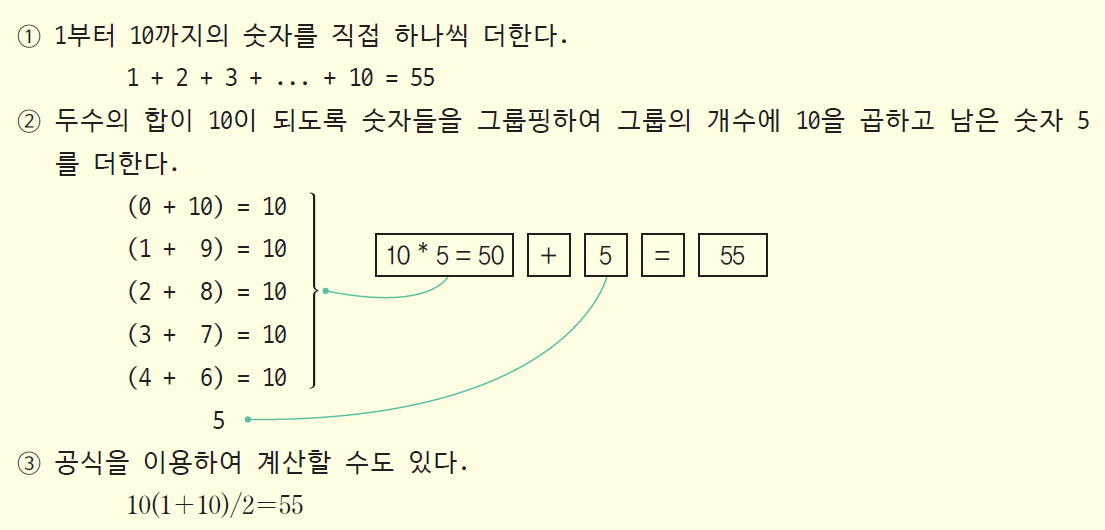 ① 1부터 10까지의 숫자를 직접 하나씩 더한다.
1 + 2 + 3 + ... + 10 = 55
② 두수의 합이 10이 되도록 숫자들을 그룹핑하여 그룹의 개수에 10을 곱하고 남은 숫자 5
를 더한다.
(0 + 10) = 10
(1 + 9) = 10
10 * 5 = 50 + 5 = 55
(2 + 8) = 10
(3 + 7) = 10
(4 + 6) = 10
5
③ 공식을 이용하여 계산할 수도 있다.
10(1+10)/2=55